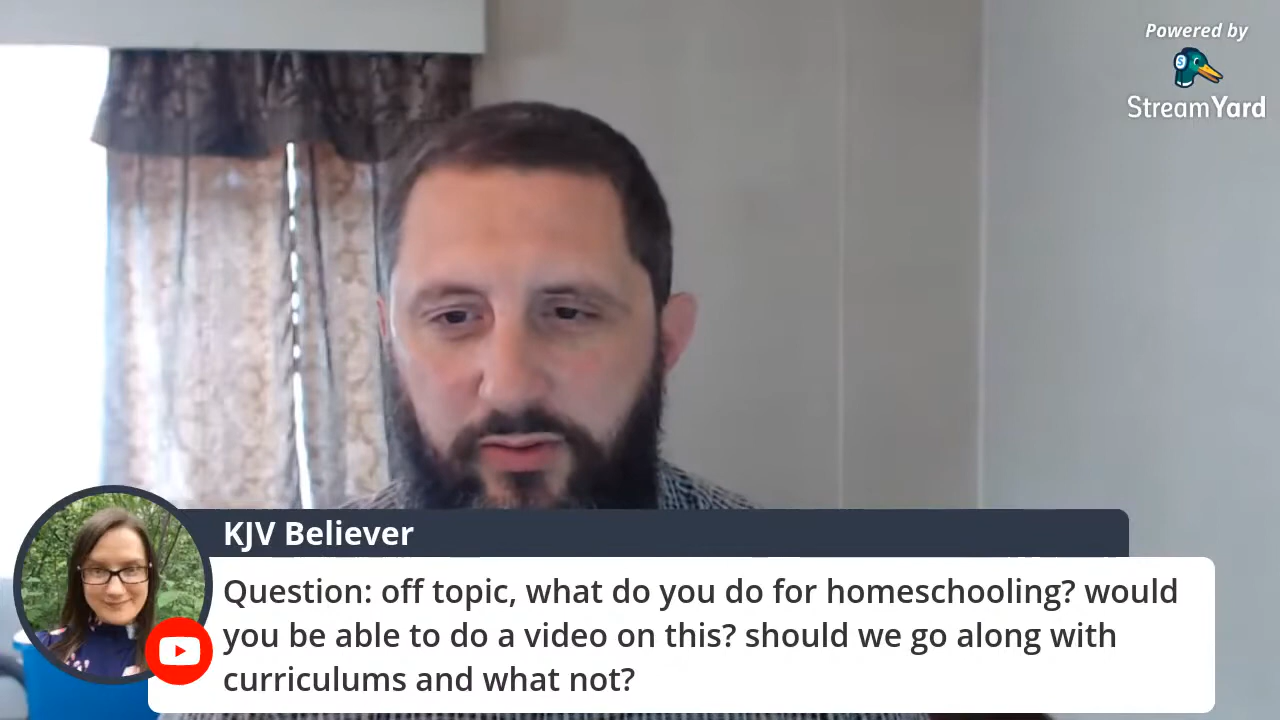 Powered by
StreamYard
KJV Believer
Question: off topic, what do you do for homeschooling? would
you be able to do a video on this? should we go along with
curriculums and what not?